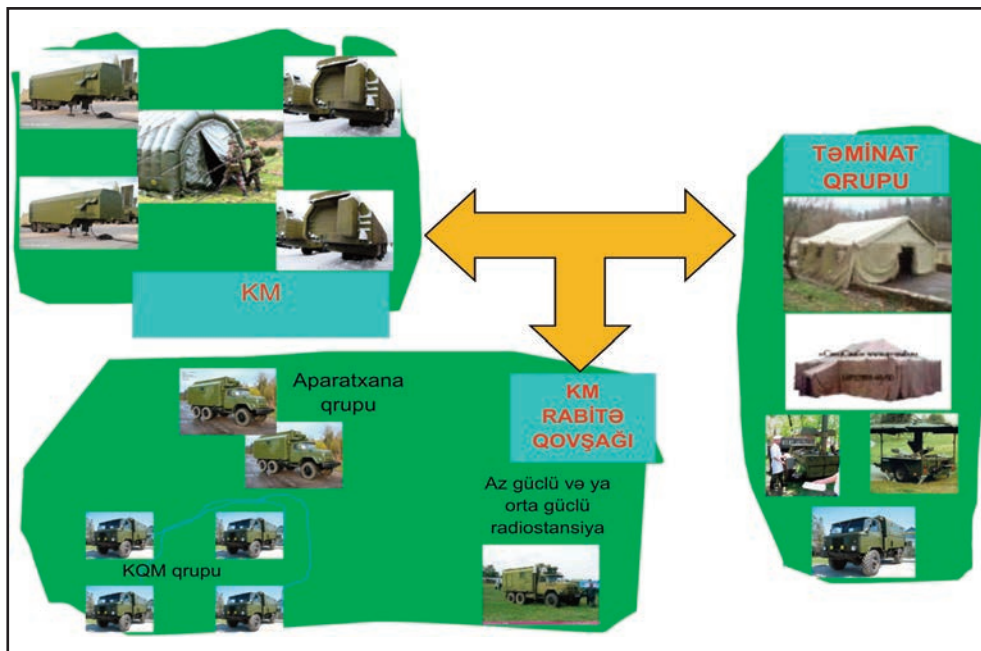 KM
TƏMİNAT
QRUPU
Aparatxana
qrupu
KM
RABİTƏ
QOVŞAĞI
Az güclü və ya
orta güclü
radiostansiya
KQM qrupu